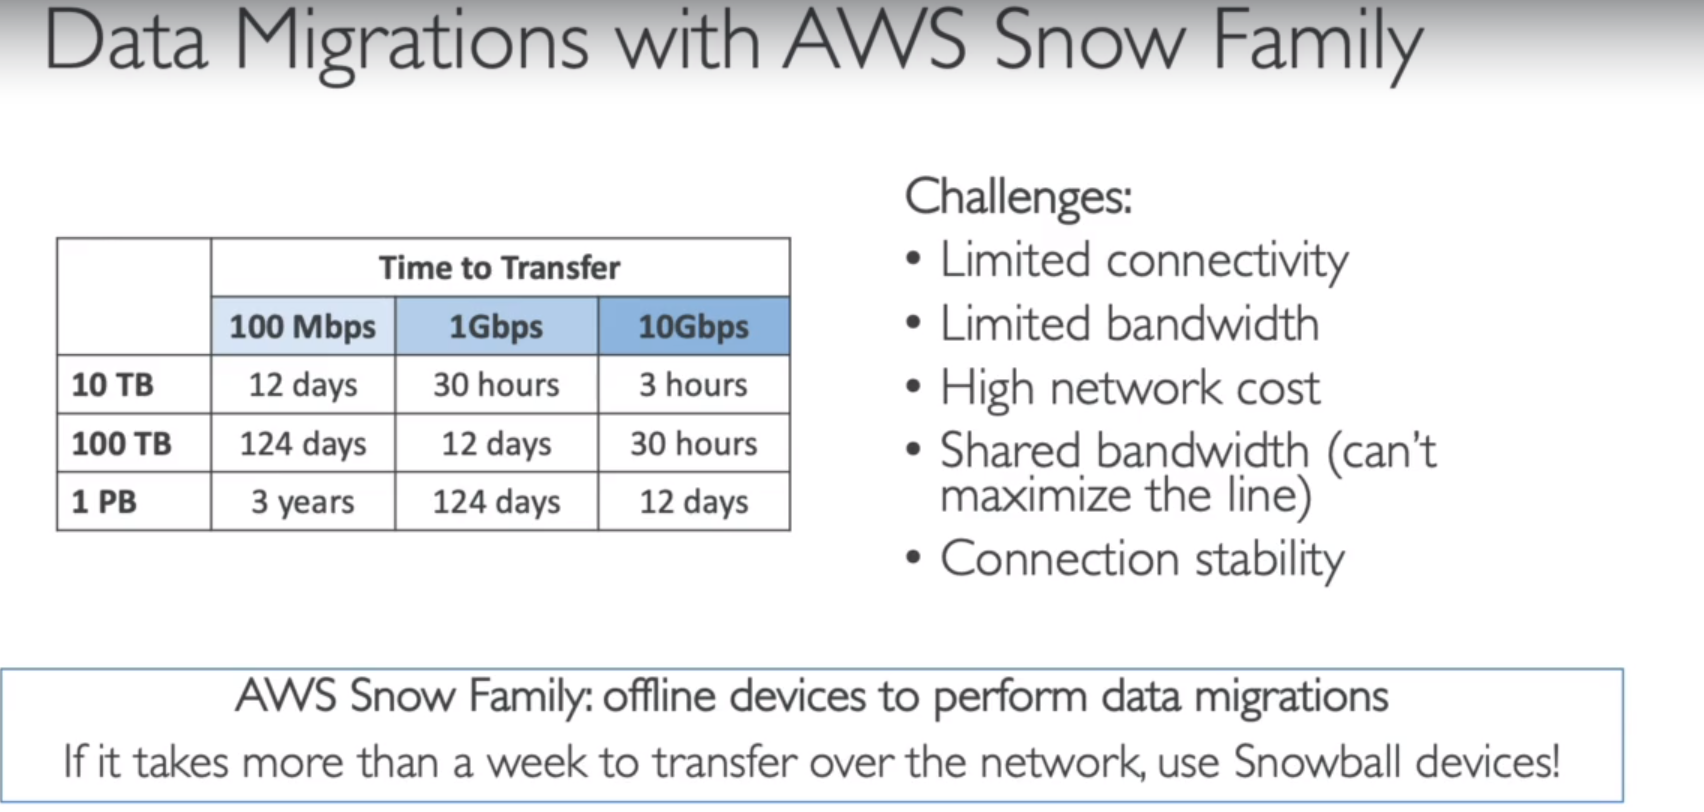 Data Migrations with AWS Snow Family
Time to Transfer
100 Mbps 1Gbps 10Gbps
10 TB 12 days 30 hours 3 hours
100 TB 124 days 12 days 30 hours
1 PB 3 years 124 days 12 days
Challenges:
• Limited connectivity
• Limited bandwidth
• High network cost
• Shared bandwidth (can't
maximize the line)
• Connection stability
AWS Snow Family: offline devices to perform data migrations
If it takes more than a week to transfer over the network, use Snowball devices!